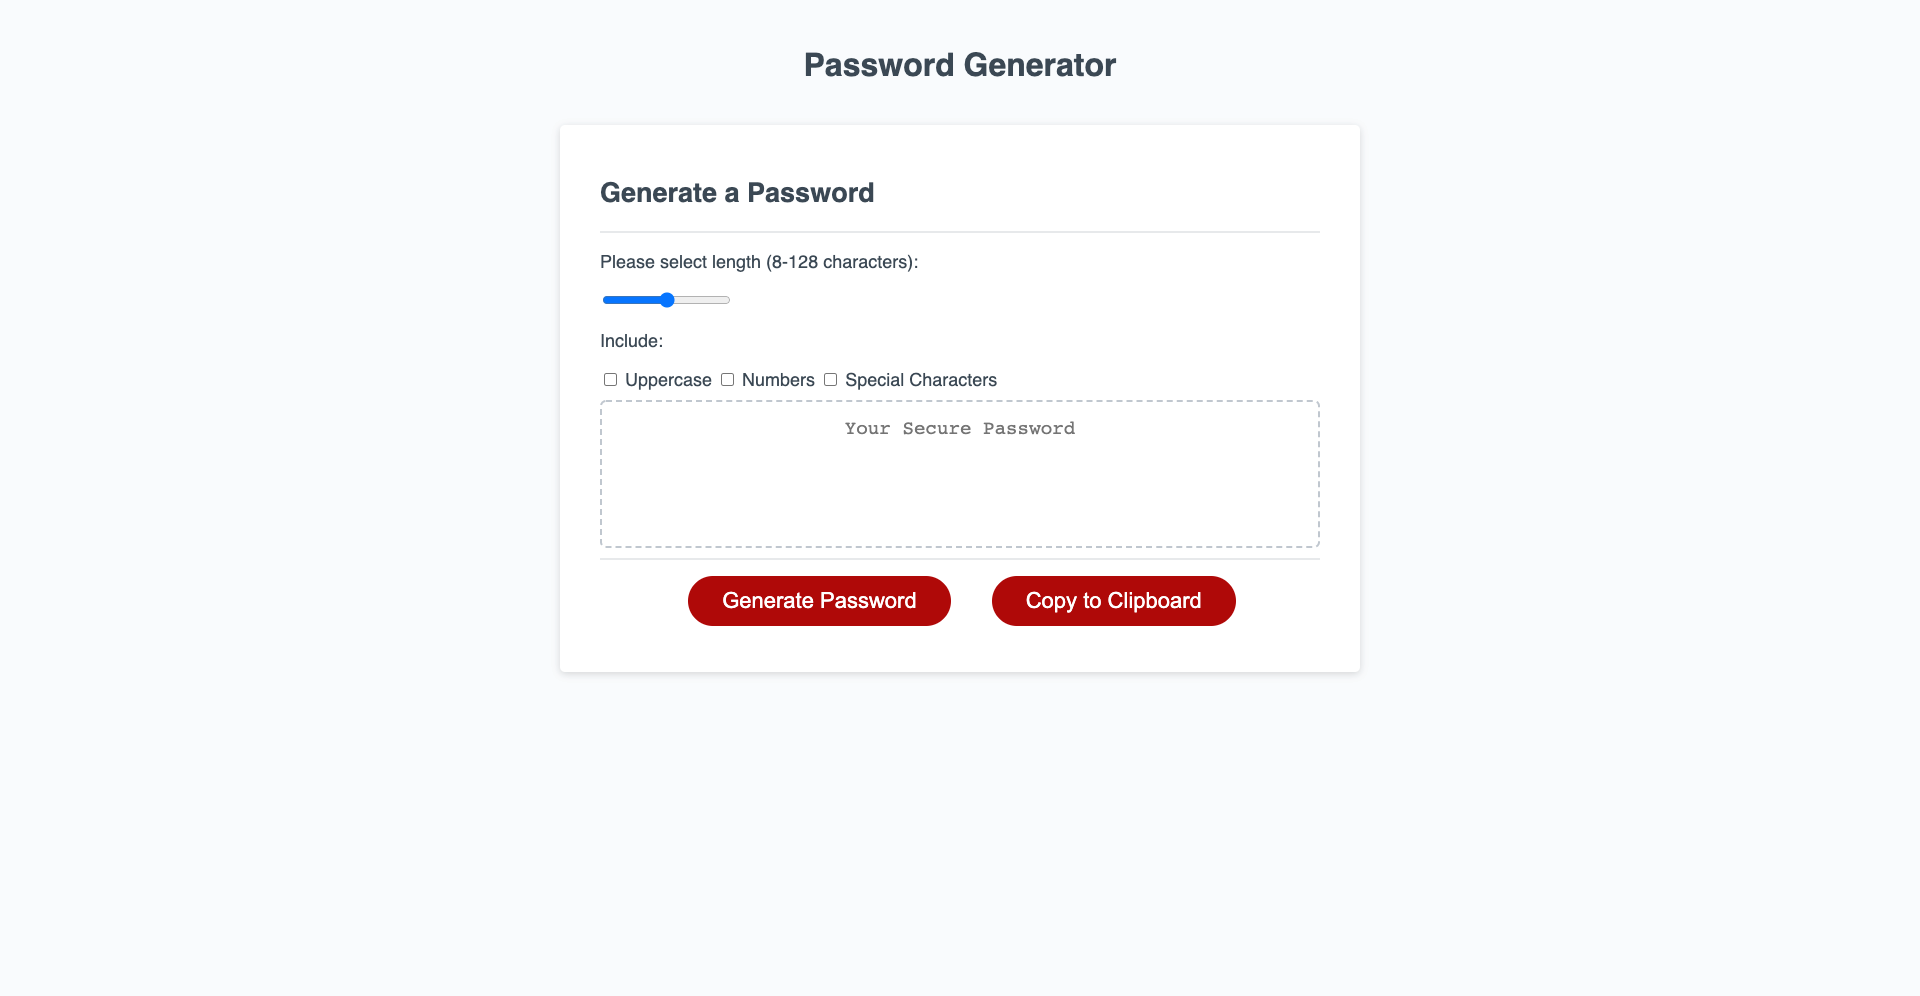 Password Generator
Generate a Password
Please select length (8-128 characters):
Include:
Uppercase Numbers Special Characters
Your Secure Password
Generate Password Copy to Clipboard